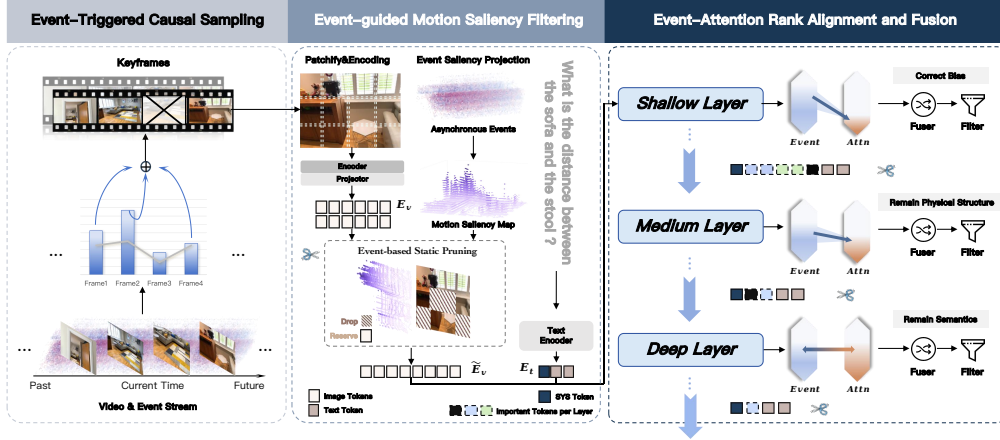 Event-Triggered Causal Sampling
Keyframes
...
...
Frame1
Frame2
Frame3
Frame4
...
...
Past
Current Time
Future
Video & Event Stream
Event-guided Motion Saliency Filtering
Patchify&Encoding
Event Saliency Projection
Asynchronous Events
Encoder
Projector
E_v
Motion Saliency Map
What is the distance between
the sofa and the stool ?
Event-based Static Pruning
Drop
Reserve
Text
Encoder
Ẽ_v
E_t
Image Tokens
Text Token
SYS Token
Important Tokens per Layer
Event-Attention Rank Alignment and Fusion
Shallow Layer
Event
Attn
Correct Bias
Fuser
Filter
Medium Layer
Event
Attn
Remain Physical Structure
Fuser
Filter
Deep Layer
Event
Attn
Remain Semantics
Fuser
Filter